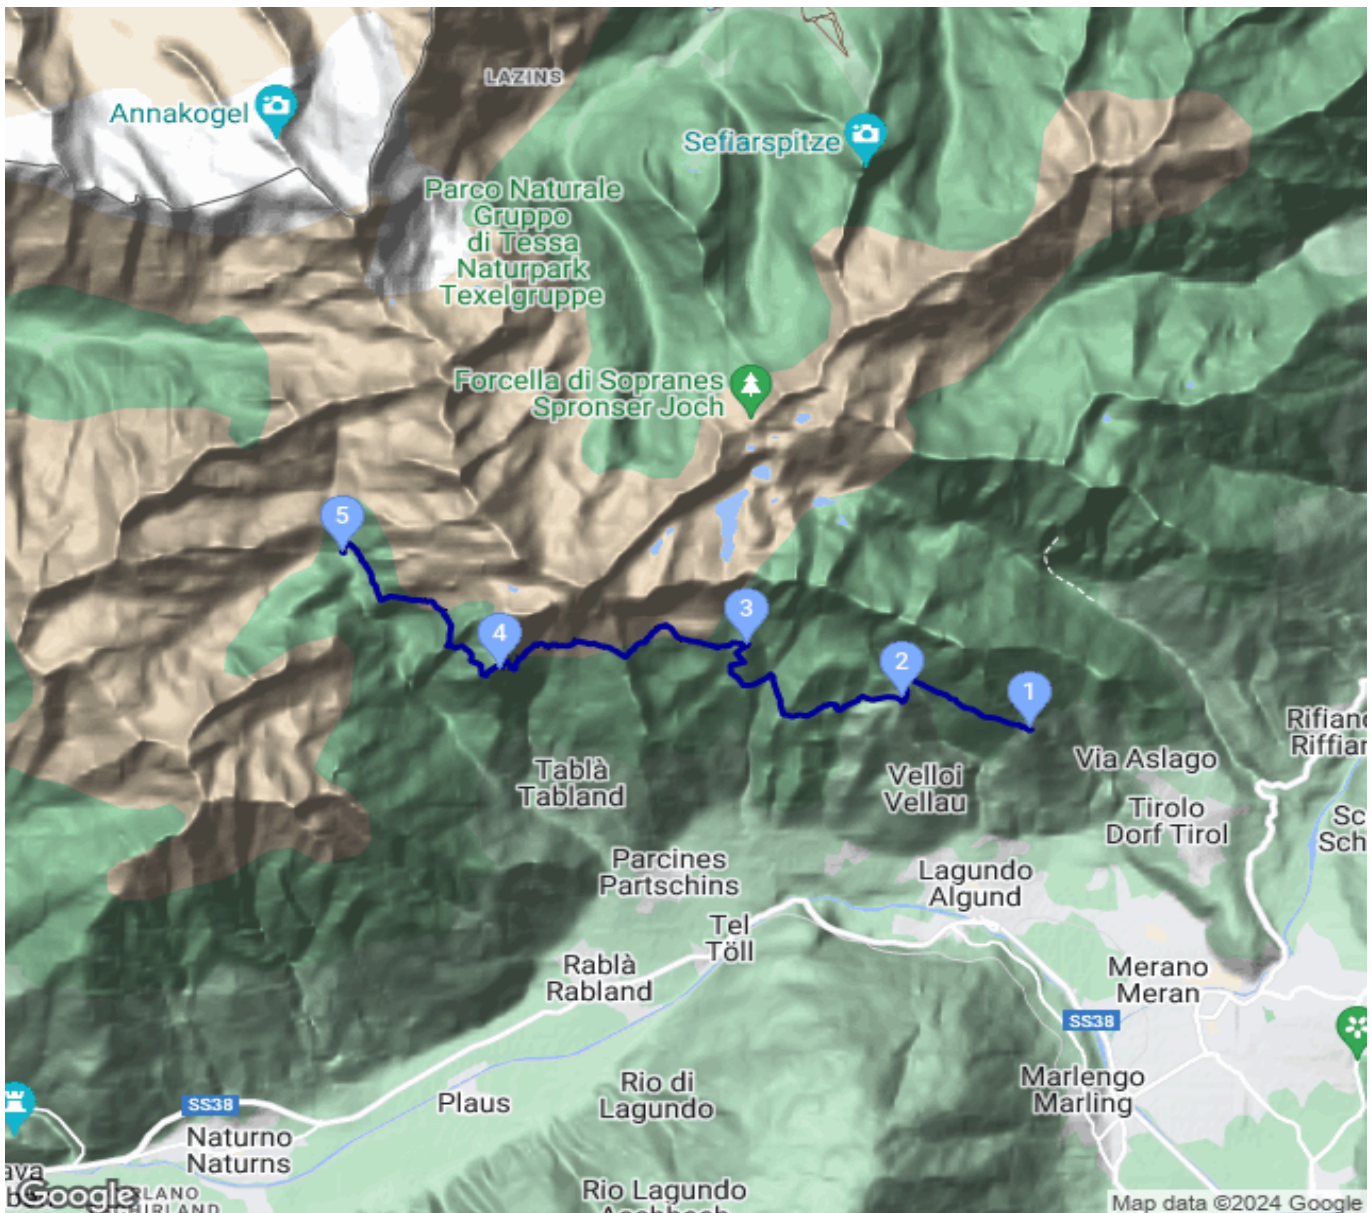 LAZINS
Annakogel
Sefiarspitze
Parco Naturale
Gruppo
di Tessa
Naturpark
Texelgruppe
Forcella di Sopranes
Spronser Joch
5
3
4
2
1
Rifiano
Riffian
Via Aslago
Tablà
Tabland
Velloi
Vellau
Tirolo
Dorf Tirol
Sc
Sch
Parcines
Partschins
Lagundo
Algund
Tel
Töll
Rablà
Rabland
Merano
Meran
SS38
Marlengo
Marling
Rio di
Lagundo
Plaus
SS38
Naturno
Naturns
ava
Google
RLANO
Rio Lagundo
Map data ©2024 Google